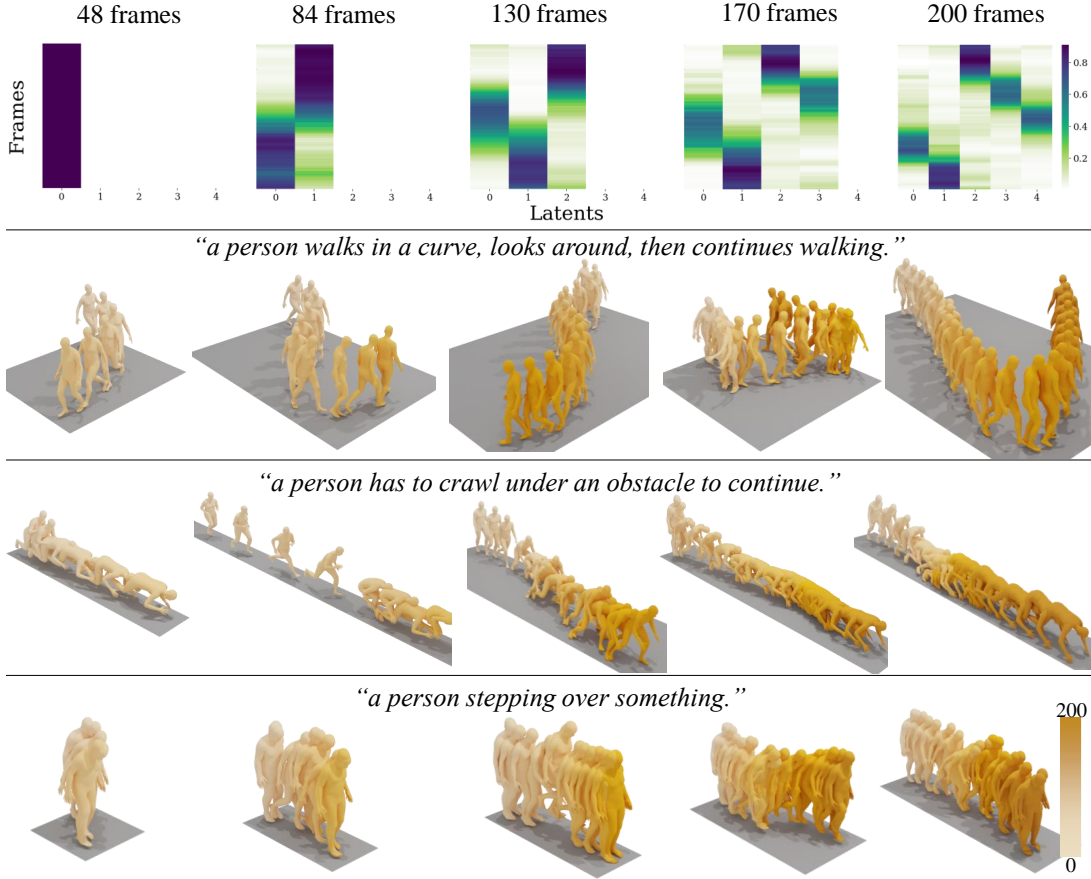 48 frames 84 frames 130 frames 170 frames 200 frames
Frames
0.8
0.6
0.4
0.2
0 1 2 3 4 0 1 2 3 4 0 1 2 3 4 0 1 2 3 4 0 1 2 3 4
Latents
“a person walks in a curve, looks around, then continues walking.”
“a person has to crawl under an obstacle to continue.”
“a person stepping over something.”
200
0